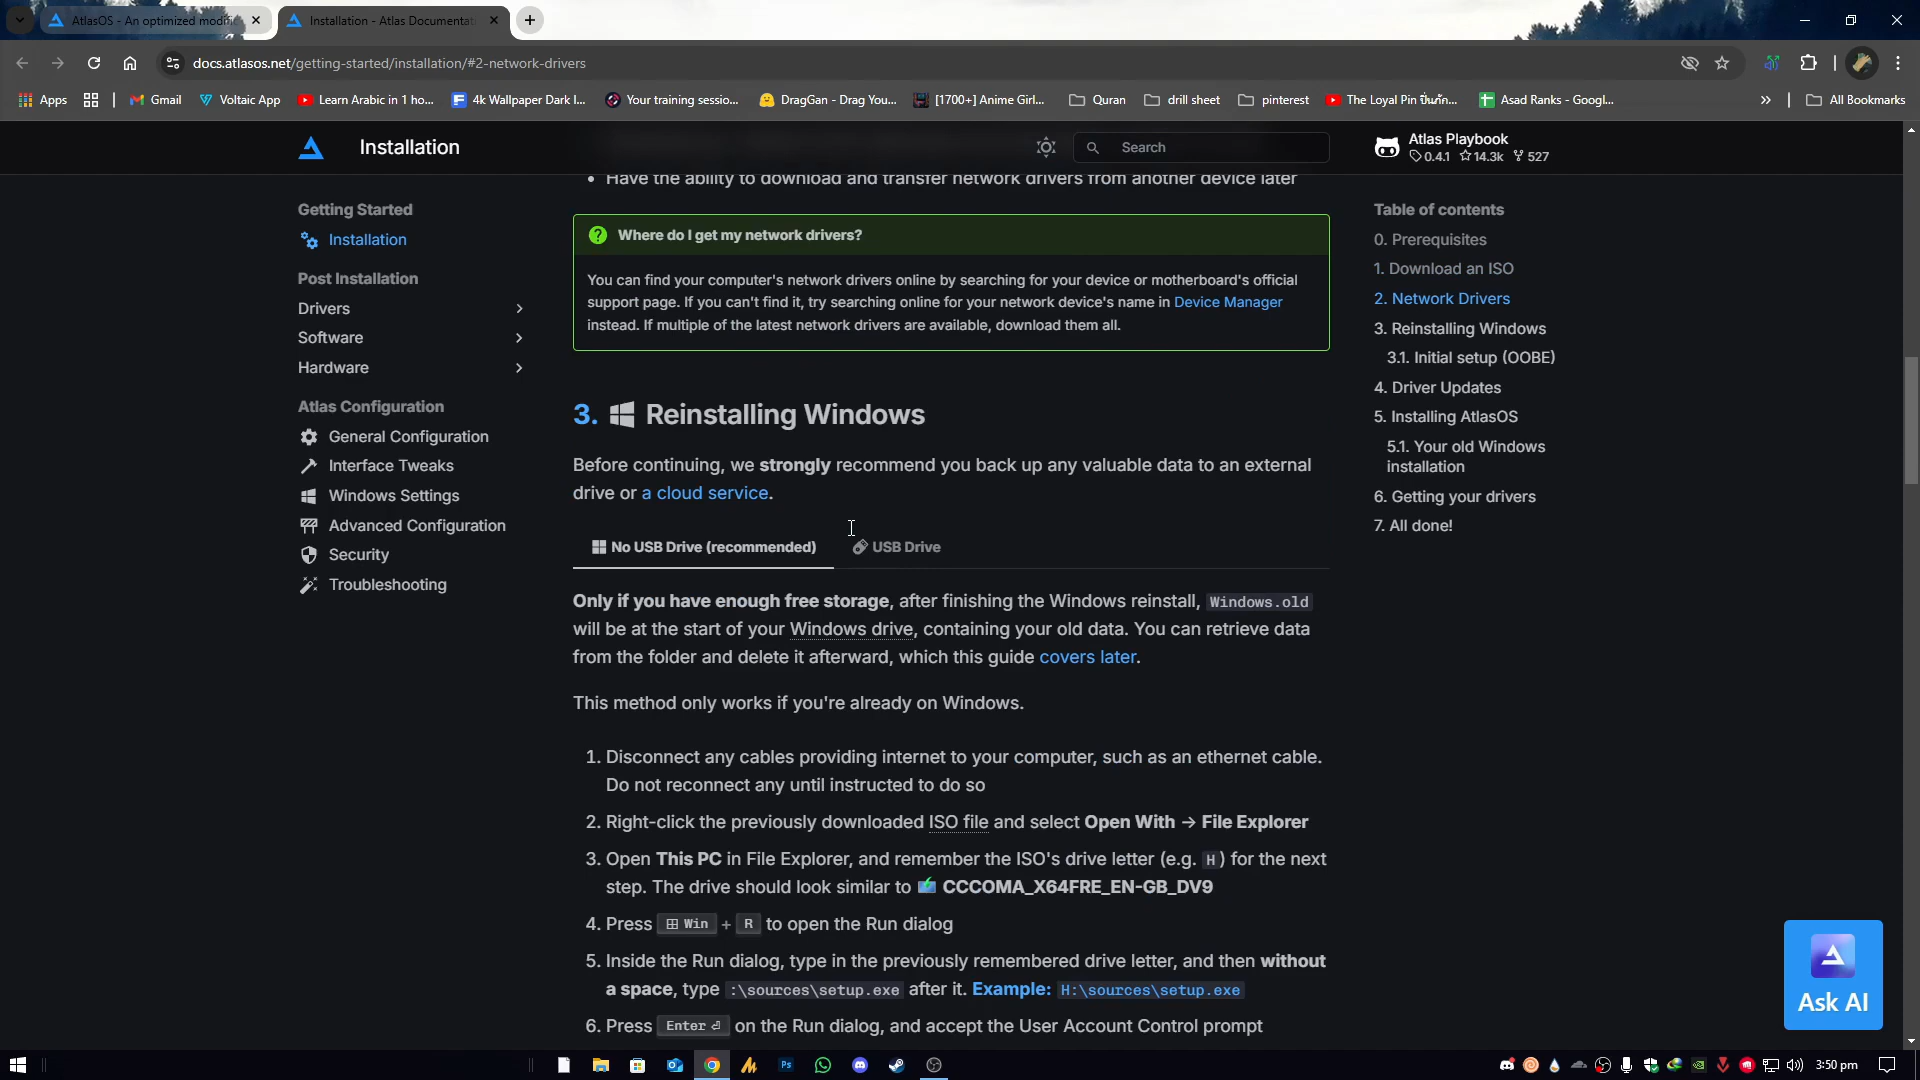 AtlasOS - An optimized modifi
Installation - Atlas Documentat
docs.atlasos.net/getting-started/installation/#2-network-drivers
Apps
Gmail
Voltaic App
Learn Arabic in 1 ho...
4k Wallpaper Dark I...
Your training sessio...
DragGan - Drag You...
[1700+] Anime Girl...
Quran
drill sheet
pinterest
The Loyal Pin
Asad Ranks - Googl...
All Bookmarks
Installation
Search
Atlas Playbook
0.4.1 14.3k 527
Getting Started
Installation
Post Installation
Drivers
Software
Hardware
Atlas Configuration
General Configuration
Interface Tweaks
Windows Settings
Advanced Configuration
Security
Troubleshooting
• Have the ability to download and transfer network drivers from another device later
? Where do I get my network drivers?
You can find your computer's network drivers online by searching for your device or motherboard's official
support page. If you can't find it, try searching online for your network device's name in Device Manager
instead. If multiple of the latest network drivers are available, download them all.
3. Reinstalling Windows
Before continuing, we strongly recommend you back up any valuable data to an external
drive or a cloud service.
No USB Drive (recommended) USB Drive
Only if you have enough free storage, after finishing the Windows reinstall, Windows.old
will be at the start of your Windows drive, containing your old data. You can retrieve data
from the folder and delete it afterward, which this guide covers later.
This method only works if you're already on Windows.
1. Disconnect any cables providing internet to your computer, such as an ethernet cable.
Do not reconnect any until instructed to do so
2. Right-click the previously downloaded ISO file and select Open With → File Explorer
3. Open This PC in File Explorer, and remember the ISO's drive letter (e.g. H) for the next
step. The drive should look similar to CCCOMA_X64FRE_EN-GB_DV9
4. Press Win + R to open the Run dialog
5. Inside the Run dialog, type in the previously remembered drive letter, and then without
a space, type :\sources\setup.exe after it. Example: H:\sources\setup.exe
6. Press Enter on the Run dialog, and accept the User Account Control prompt
Table of contents
0. Prerequisites
1. Download an ISO
2. Network Drivers
3. Reinstalling Windows
3.1. Initial setup (OOBE)
4. Driver Updates
5. Installing AtlasOS
5.1. Your old Windows
installation
6. Getting your drivers
7. All done!
Ask AI
Ps
3:50 pm